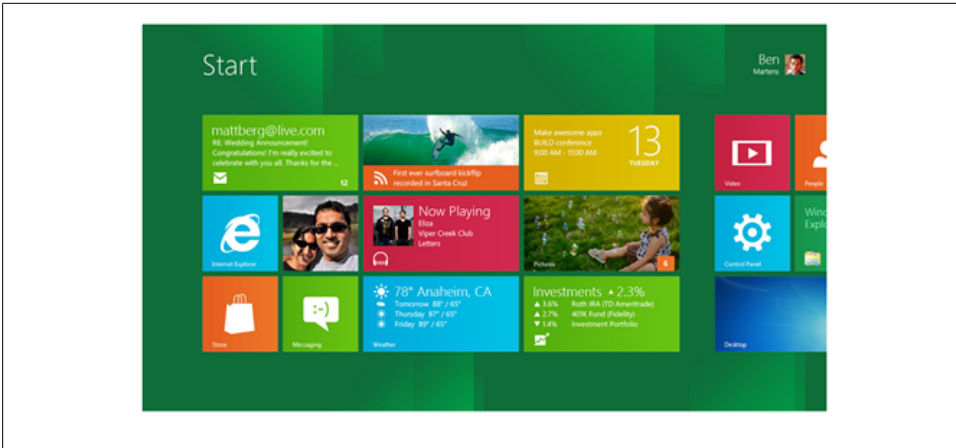 Start
Ben
Martens
mattberg@live.com
RE: Wedding Announcement!
Congratulations! I'm really excited to
celebrate with you all. Thanks for the ...
12
First ever surfboard kickflip
recorded in Santa Cruz
Make awesome apps
BUILD conference
9:00 AM - 11:00 AM
13
TUESDAY
Video
People
Internet Explorer
Now Playing
Eliza
Viper Creek Club
Letters
Pictures
6
Control Panel
Wind
Explo
Store
:-)
Messaging
78° Anaheim, CA
Tomorrow 88°/65°
Thursday 87°/65°
Friday 89°/65°
Weather
Investments ▲ 2.3%
▲ 3.6% Roth IRA (TD Ameritrade)
▲ 2.7% 401K Fund (Fidelity)
▼ 1.4% Investment Portfolio
Desktop